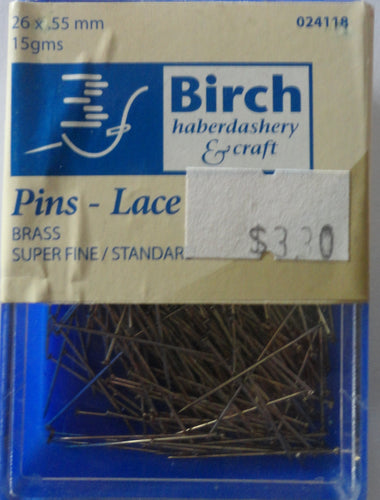 26 x .55 mm 024118
15gms
Birch
haberdashery
& craft
Pins - Lace
BRASS
SUPER FINE / STANDARD
$3.30